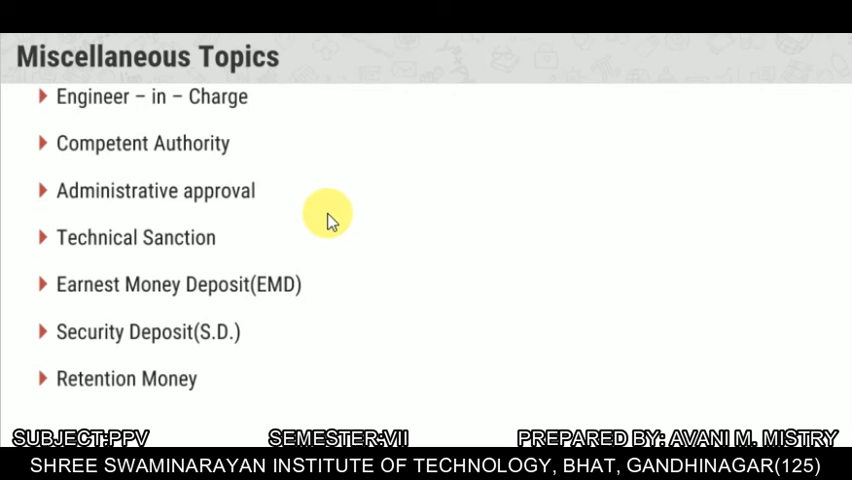 Miscellaneous Topics
Engineer – in – Charge
Competent Authority
Administrative approval
Technical Sanction
Earnest Money Deposit(EMD)
Security Deposit(S.D.)
Retention Money
SUBJECT:PPV SEMESTER:VII PREPARED BY: AVANI M. MISTRY
SHREE SWAMINARAYAN INSTITUTE OF TECHNOLOGY, BHAT, GANDHINAGAR(125)